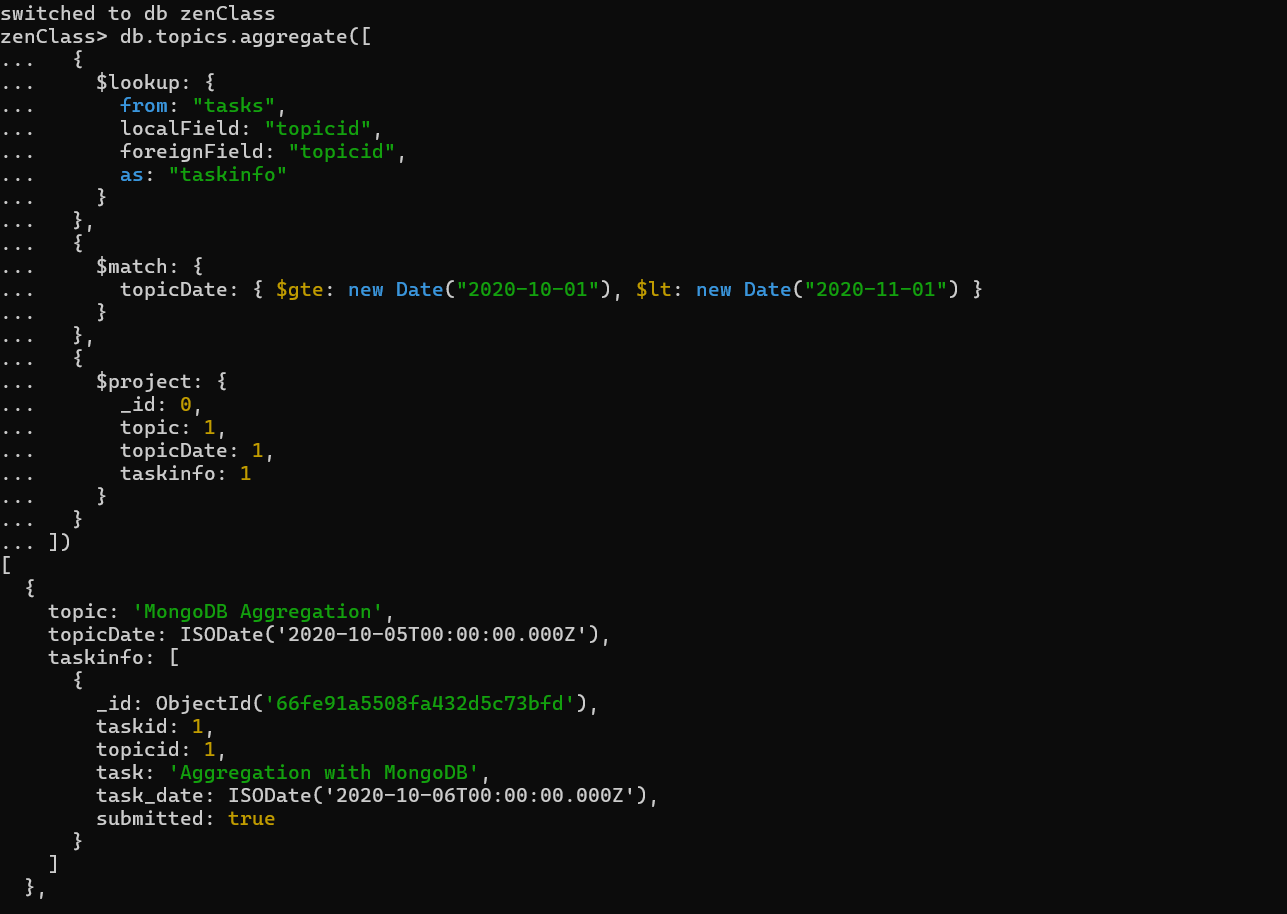 switched to db zenClass
zenClass> db.topics.aggregate([
...   {
...     $lookup: {
...       from: "tasks",
...       localField: "topicid",
...       foreignField: "topicid",
...       as: "taskinfo"
...     }
...   },
...   {
...     $match: {
...       topicDate: { $gte: new Date("2020-10-01"), $lt: new Date("2020-11-01") }
...     }
...   },
...   {
...     $project: {
...       _id: 0,
...       topic: 1,
...       topicDate: 1,
...       taskinfo: 1
...     }
...   }
... ])
[
  {
    topic: 'MongoDB Aggregation',
    topicDate: ISODate('2020-10-05T00:00:00.000Z'),
    taskinfo: [
      {
        _id: ObjectId('66fe91a5508fa432d5c73bfd'),
        taskid: 1,
        topicid: 1,
        task: 'Aggregation with MongoDB',
        task_date: ISODate('2020-10-06T00:00:00.000Z'),
        submitted: true
      }
    ]
  },